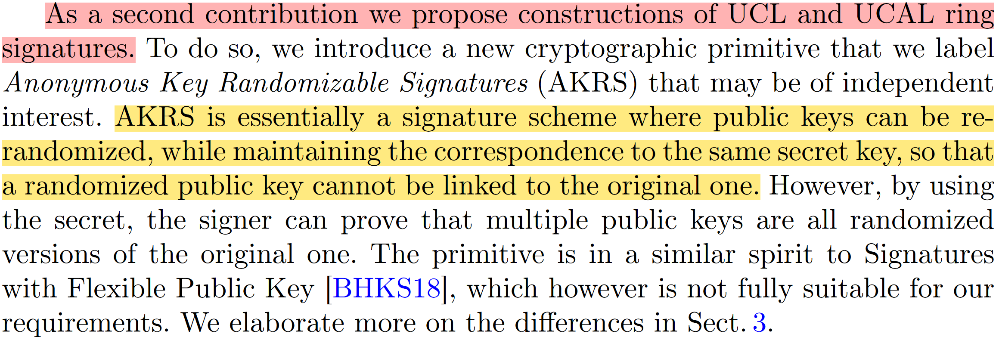 As a second contribution we propose constructions of UCL and UCAL ring
signatures. To do so, we introduce a new cryptographic primitive that we label
Anonymous Key Randomizable Signatures (AKRS) that may be of independent
interest. AKRS is essentially a signature scheme where public keys can be re-
randomized, while maintaining the correspondence to the same secret key, so that
a randomized public key cannot be linked to the original one. However, by using
the secret, the signer can prove that multiple public keys are all randomized
versions of the original one. The primitive is in a similar spirit to Signatures
with Flexible Public Key [BHKS18], which however is not fully suitable for our
requirements. We elaborate more on the differences in Sect. 3.